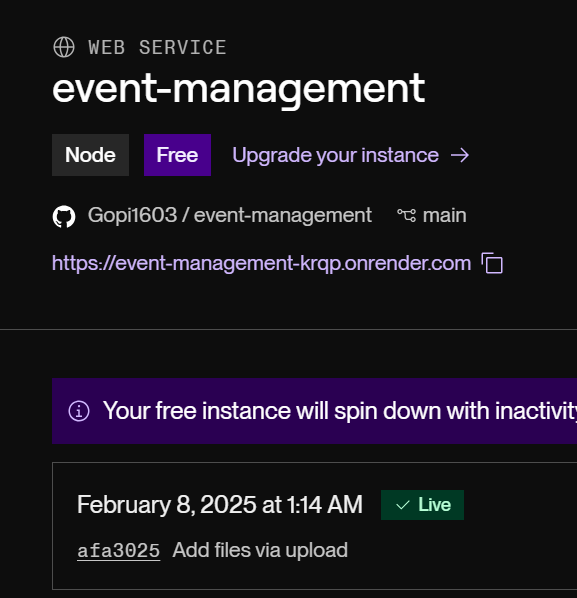 WEB SERVICE
event-management
Node Free Upgrade your instance →
Gopi1603 / event-management main
https://event-management-krqp.onrender.com
Your free instance will spin down with inactivity
February 8, 2025 at 1:14 AM ✓ Live
afa3025 Add files via upload